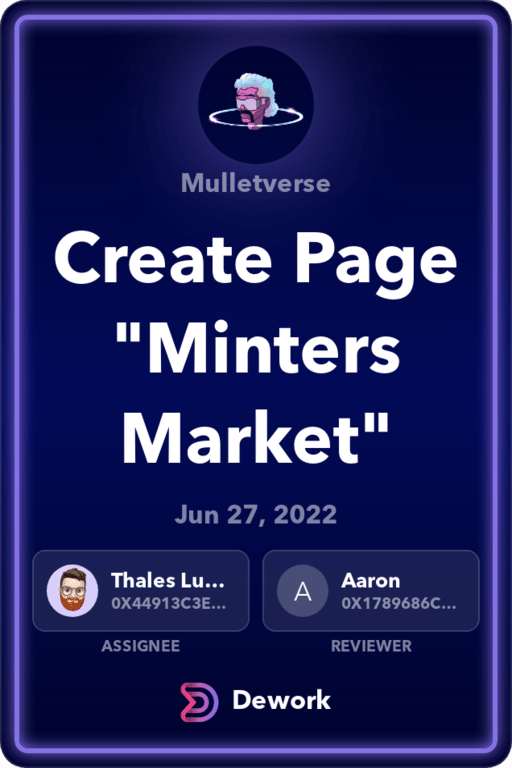 Mulletverse
Create Page
"Minters
Market"
Jun 27, 2022
Thales Lu...
0X44913C3E...
ASSIGNEE
A
Aaron
0X1789686C...
REVIEWER
Dework